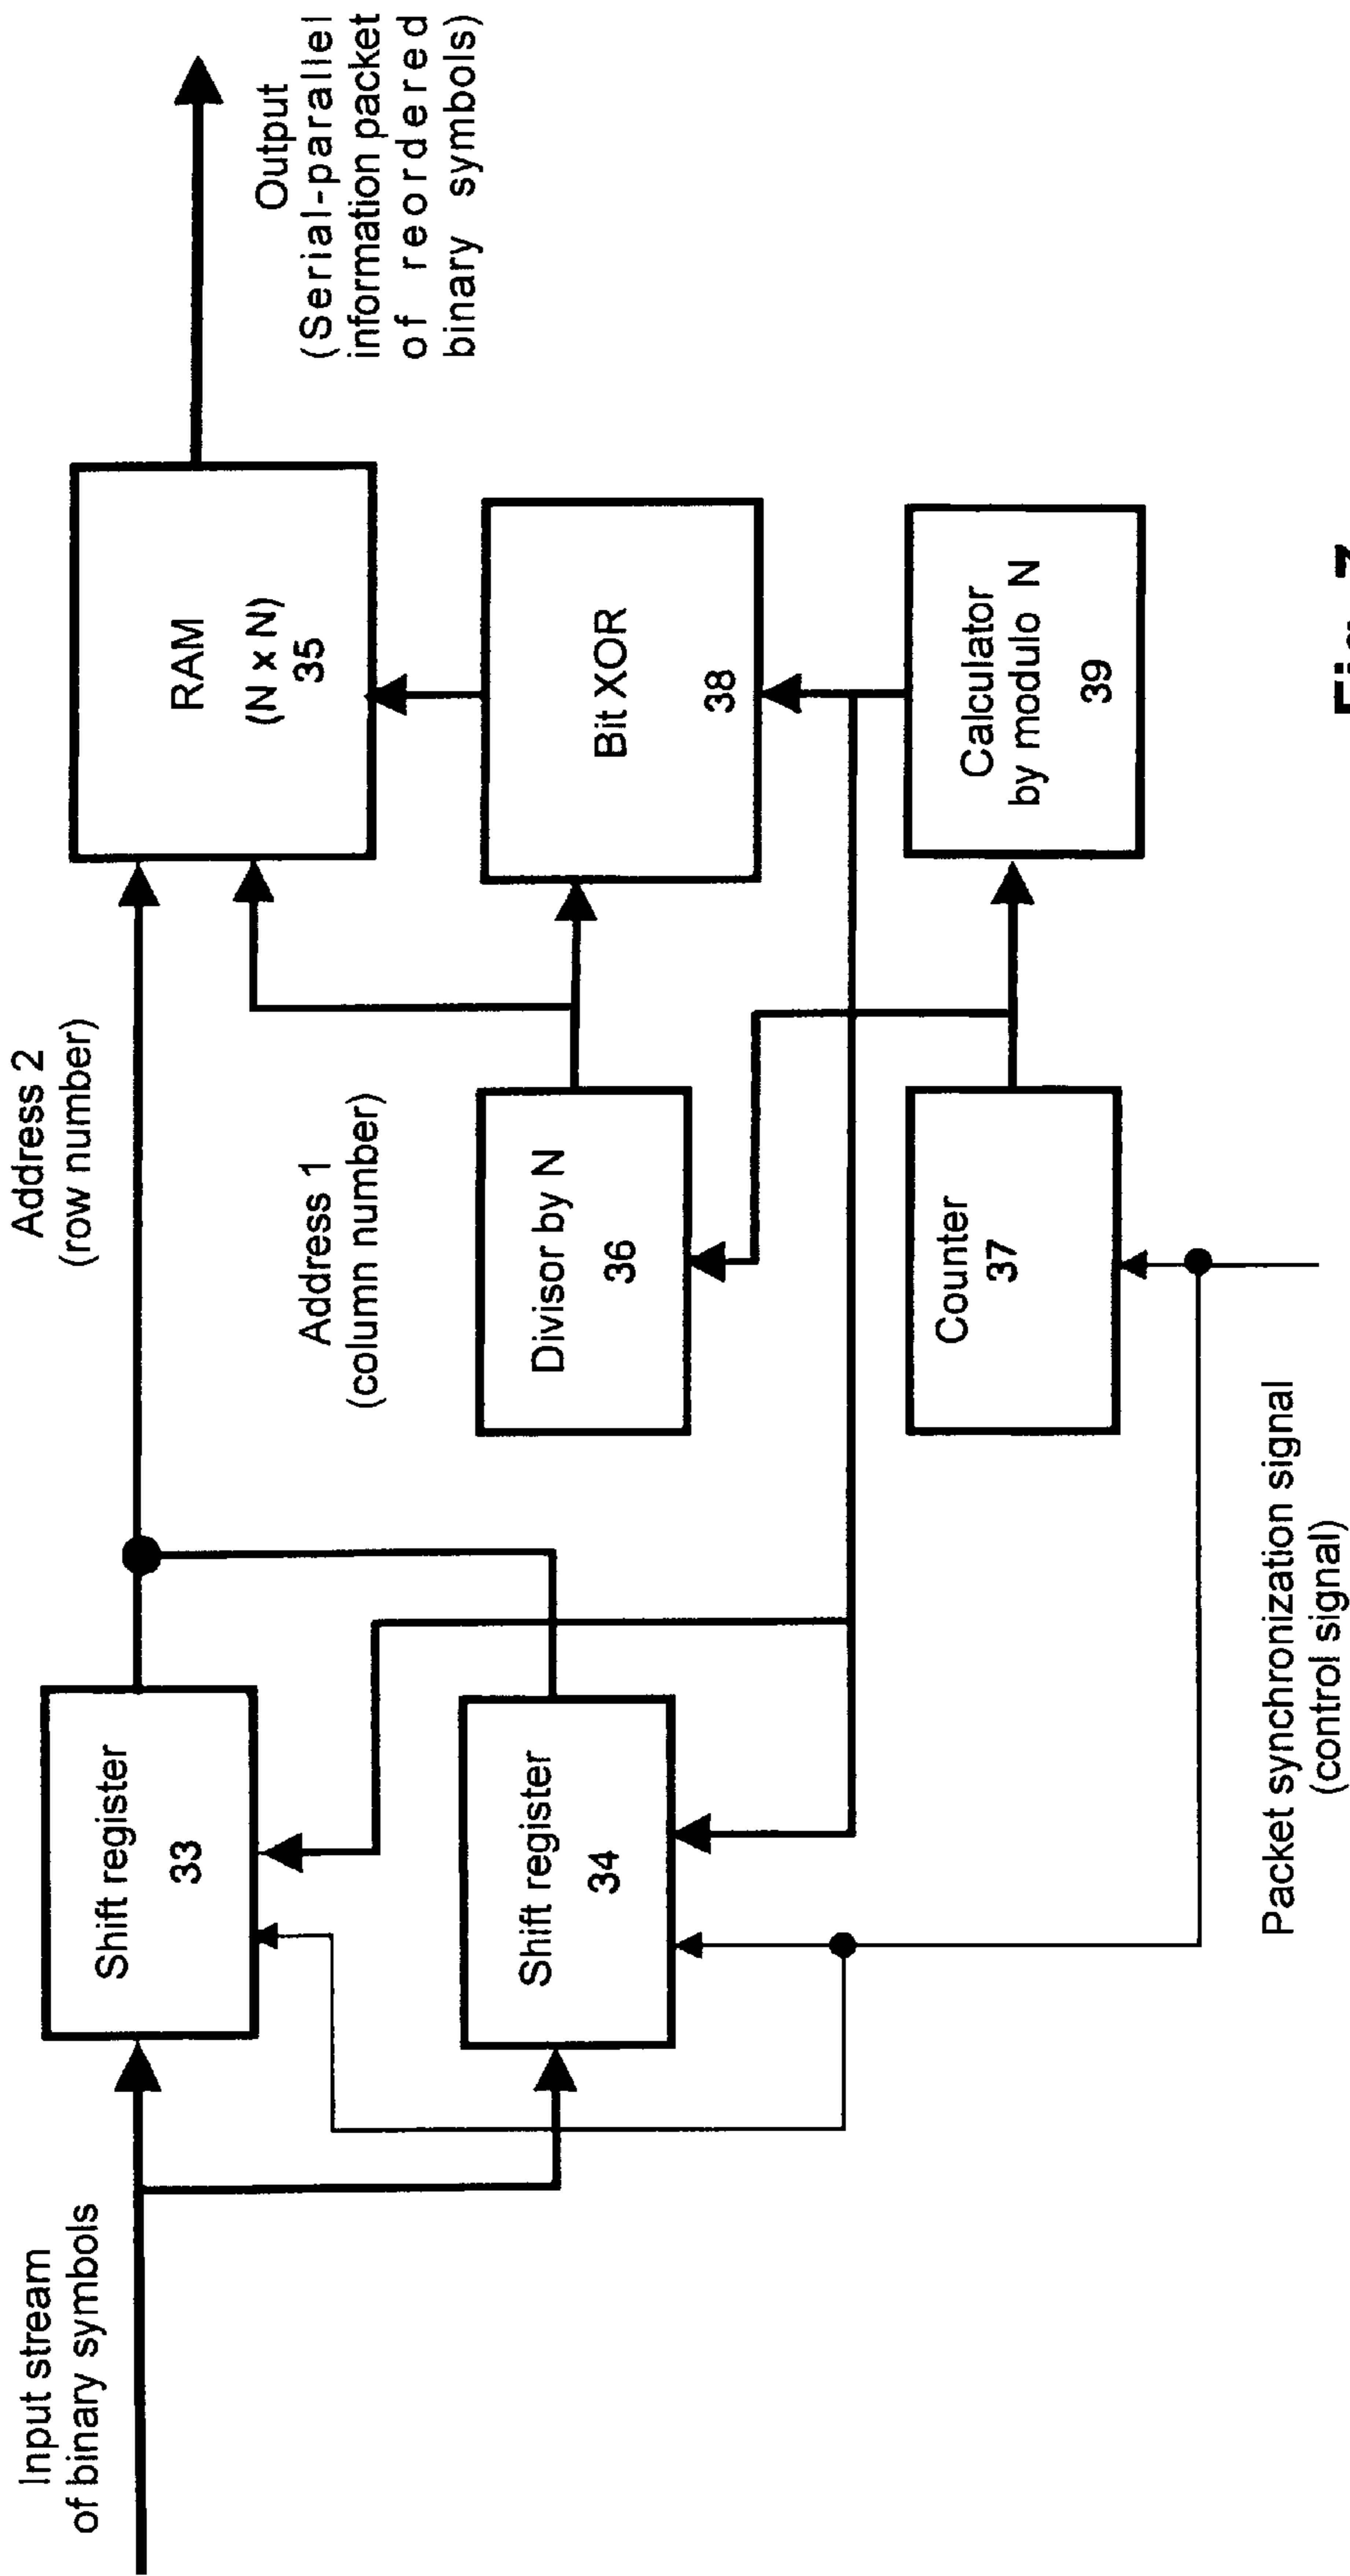 Input stream
of binary symbols
Shift register
33
Shift register
34
Address 2
(row number)
Address 1
(column number)
Divisor by N
36
Counter
37
Packet synchronization signal
(control signal)
RAM
(N x N)
35
Bit XOR
38
Calculator
by modulo N
39
Output
(Serial-parallel
information packet
of reordered
binary symbols)